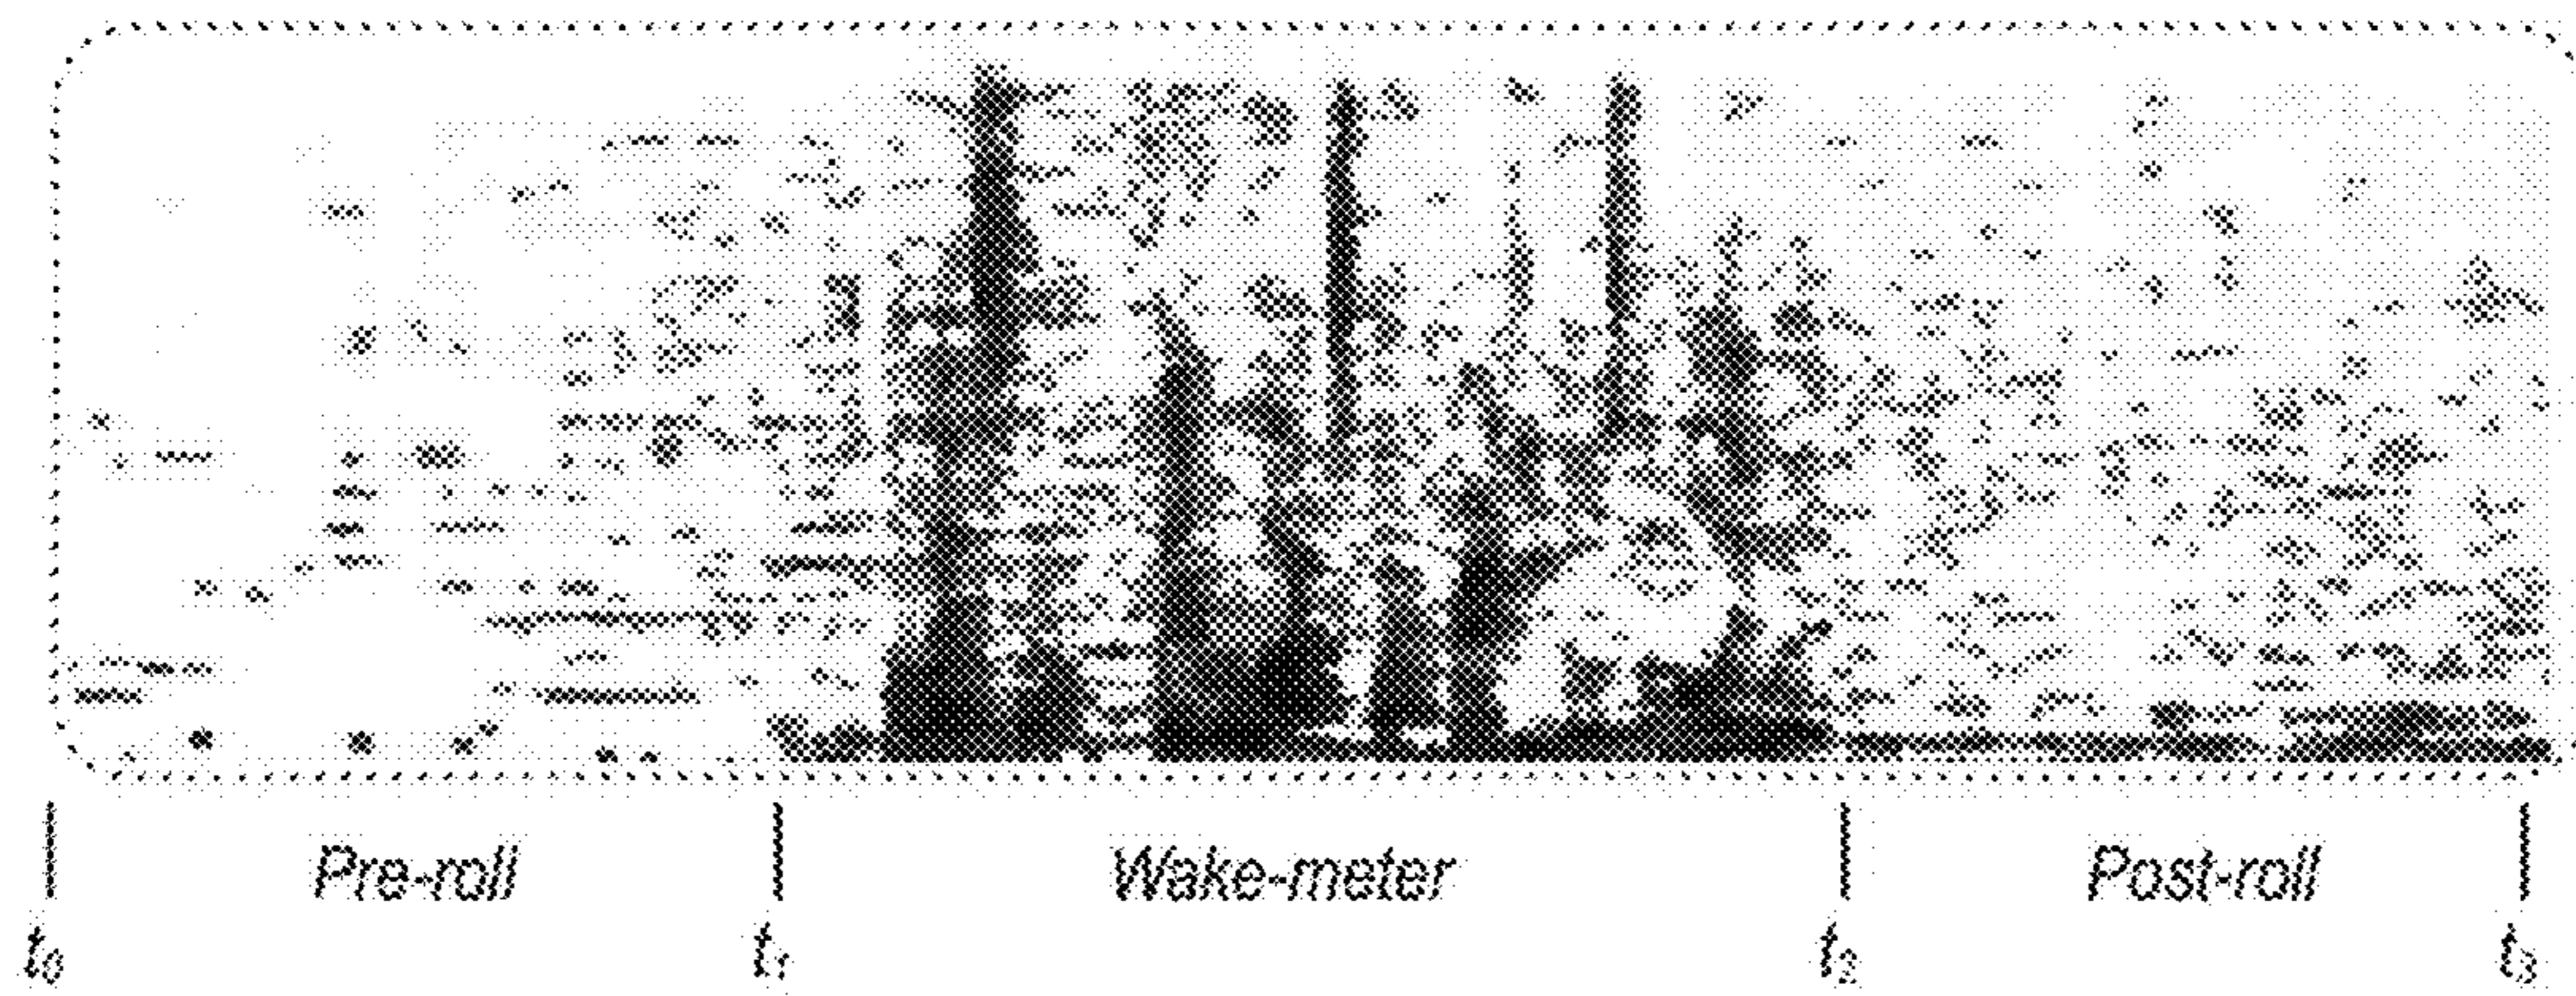 Pre-roll Wake-meter Post-roll
t₀ t₁ t₂ t₃